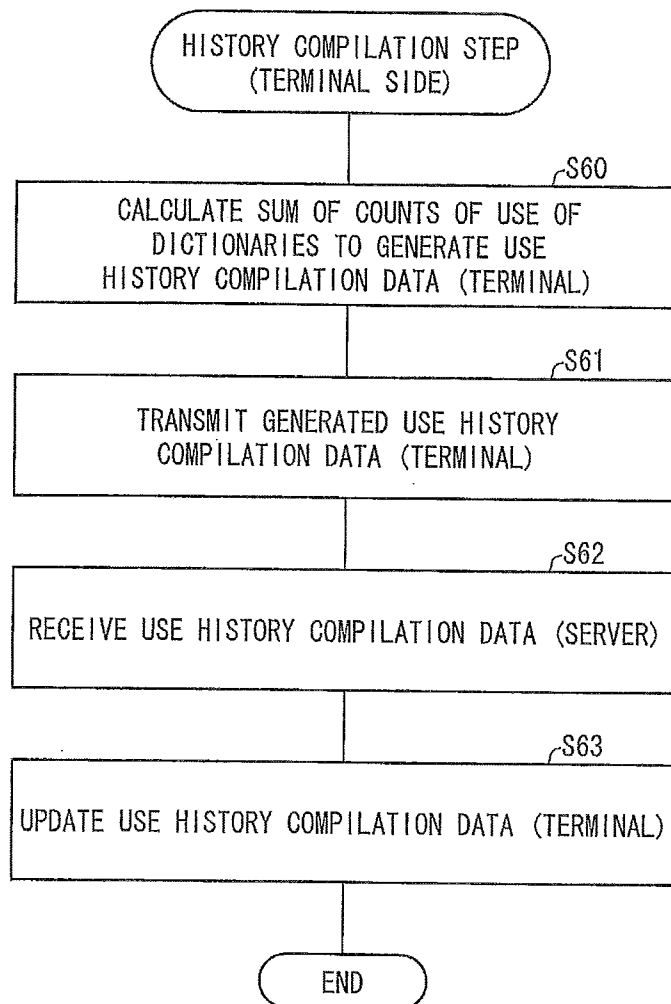 HISTORY COMPILATION STEP
(TERMINAL SIDE)
S60
CALCULATE SUM OF COUNTS OF USE OF
DICTIONARIES TO GENERATE USE
HISTORY COMPILATION DATA (TERMINAL)
S61
TRANSMIT GENERATED USE HISTORY
COMPILATION DATA (TERMINAL)
S62
RECEIVE USE HISTORY COMPILATION DATA (SERVER)
S63
UPDATE USE HISTORY COMPILATION DATA (TERMINAL)
END